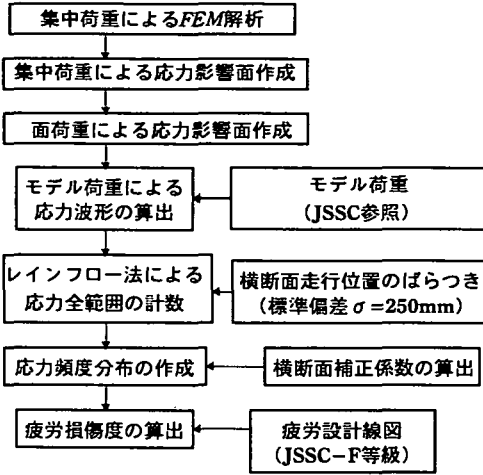 集中荷重によるFEM解析
集中荷重による応力影響面作成
面荷重による応力影響面作成
モデル荷重による
応力波形の算出
モデル荷重
（JSSC参照）
レインフロー法による
応力全範囲の計数
横断面走行位置のばらつき
（標準偏差σ=250mm）
応力頻度分布の作成
横断面補正係数の算出
疲労損傷度の算出
疲労設計線図
（JSSC−F等級）